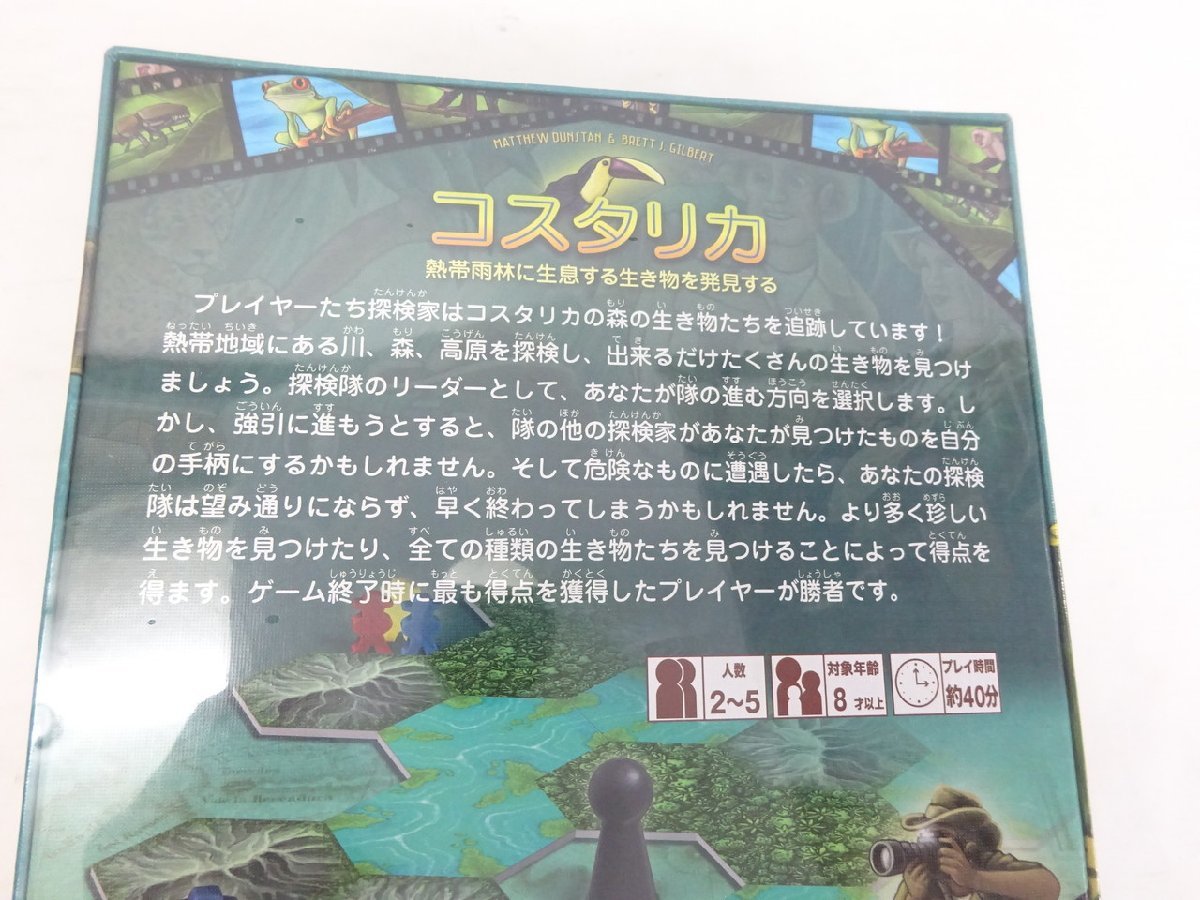 MATTHEW DUNSTAN & BRETT J. GILBERT
コスタリカ
熱帯雨林に生息する生き物を発見する
プレイヤーたち探検家はコスタリカの森の生き物たちを追跡しています！
熱帯地域にある川、森、高原を探検し、出来るだけたくさんの生き物を見つけ
ましょう。探検隊のリーダーとして、あなたが隊の進む方向を選択します。し
かし、強引に進もうとすると、隊の他の探検家があなたが見つけたものを自分
の手柄にするかもしれません。そして危険なものに遭遇したら、あなたの探検
隊は望み通りにならず、早く終わってしまうかもしれません。より多く珍しい
生き物を見つけたり、全ての種類の生き物たちを見つけることによって得点を
得ます。ゲーム終了時に最も得点を獲得したプレイヤーが勝者です。
人数
2〜5
対象年齢
8才以上
プレイ時間
約40分